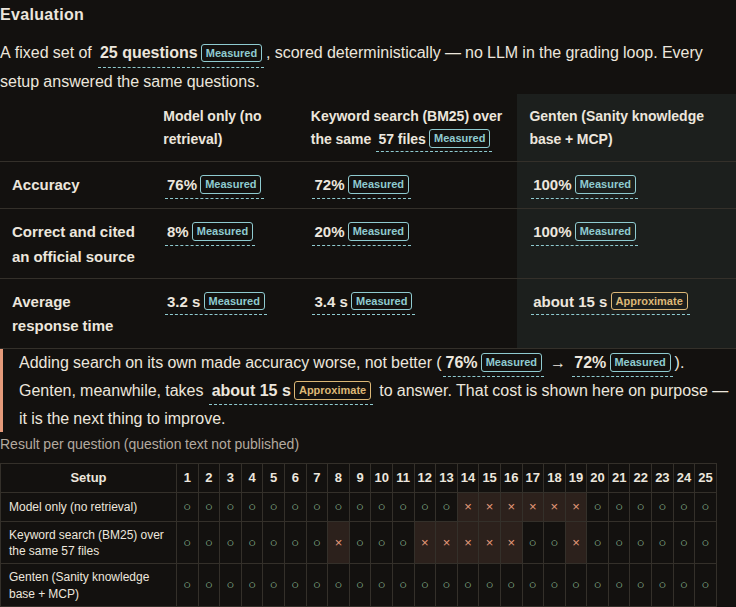 Evaluation
A fixed set of 25 questions Measured , scored deterministically — no LLM in the grading loop. Every
setup answered the same questions.
Model only (no retrieval) Keyword search (BM25) over the same 57 files Measured Genten (Sanity knowledge base + MCP)
Accuracy 76% Measured 72% Measured 100% Measured
Correct and cited an official source 8% Measured 20% Measured 100% Measured
Average response time 3.2 s Measured 3.4 s Measured about 15 s Approximate
Adding search on its own made accuracy worse, not better ( 76% Measured → 72% Measured ).
Genten, meanwhile, takes about 15 s Approximate to answer. That cost is shown here on purpose —
it is the next thing to improve.
Result per question (question text not published)
Setup 1 2 3 4 5 6 7 8 9 10 11 12 13 14 15 16 17 18 19 20 21 22 23 24 25
Model only (no retrieval) ○ ○ ○ ○ ○ ○ ○ ○ ○ ○ ○ ○ ○ × × × × × × ○ ○ ○ ○ ○ ○
Keyword search (BM25) over the same 57 files ○ ○ ○ ○ ○ ○ ○ × ○ ○ ○ × × × × × ○ ○ × ○ ○ ○ ○ ○ ○
Genten (Sanity knowledge base + MCP) ○ ○ ○ ○ ○ ○ ○ ○ ○ ○ ○ ○ ○ ○ ○ ○ ○ ○ ○ ○ ○ ○ ○ ○ ○